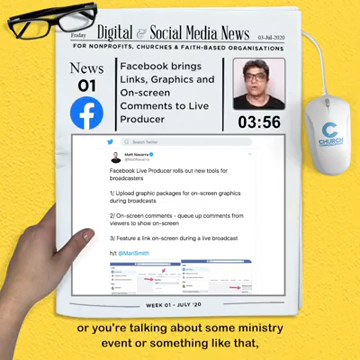 Friday
Digital & Social Media News
03-Jul-2020
FOR NONPROFITS, CHURCHES & FAITH-BASED ORGANISATIONS
News
01
Facebook brings
Links, Graphics and
On-screen
Comments to Live
Producer
03:56
CHURCH
Search Twitter
Matt Navarra
@MattNavarra
Facebook Live Producer rolls out new tools for
broadcasters
1/ Upload graphic packages for on-screen graphics
during broadcasts
2/ On-screen comments - queue up comments from
viewers to show on-screen
3/ Feature a link on-screen during a live broadcast
h/t @MariSmith
WEEK 01 - JULY '20
or you're talking about some ministry
event or something like that,